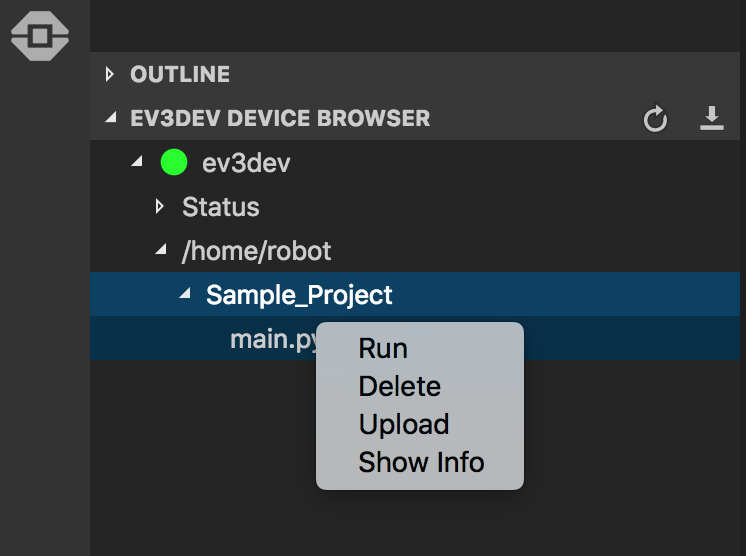 OUTLINE
EV3DEV DEVICE BROWSER
ev3dev
Status
/home/robot
Sample_Project
main.py
Run
Delete
Upload
Show Info